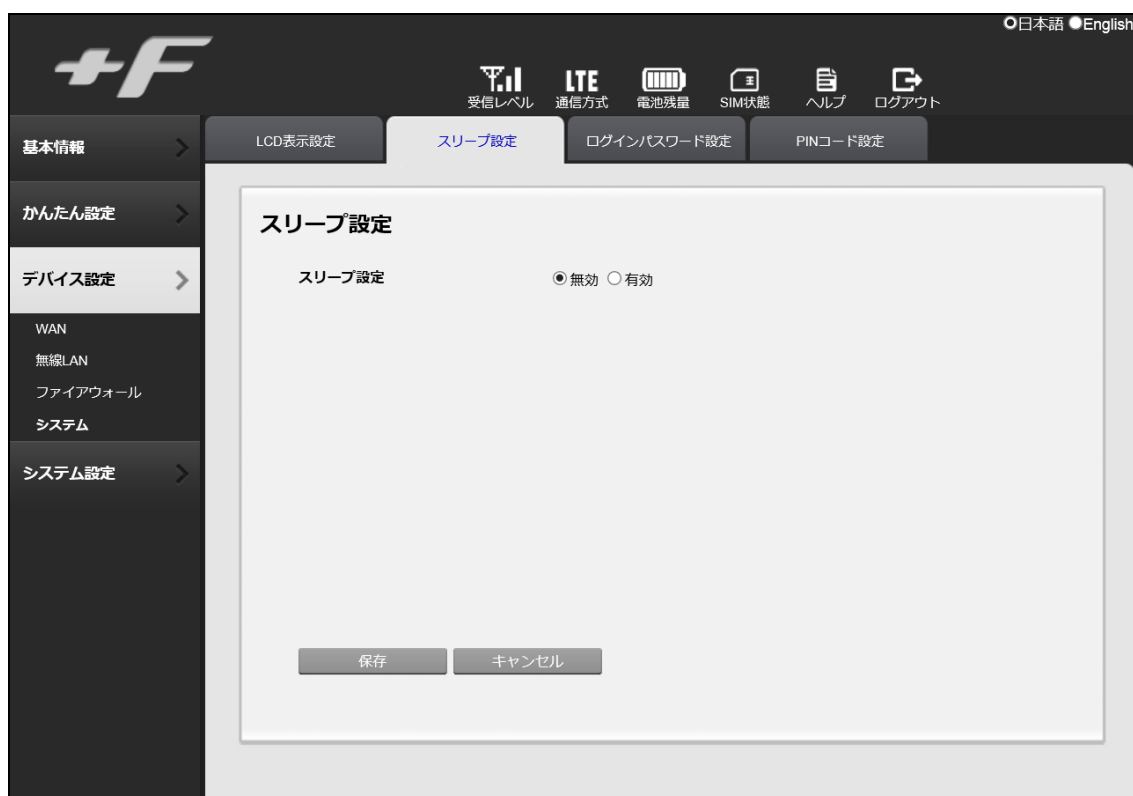 日本語 English
+F
LTE
受信レベル 通信方式 電池残量 SIM状態 ヘルプ ログアウト
LCD表示設定 スリープ設定 ログインパスワード設定 PINコード設定
基本情報
かんたん設定
デバイス設定
WAN
無線LAN
ファイアウォール
システム
システム設定
スリープ設定
スリープ設定 無効 有効
保存 キャンセル